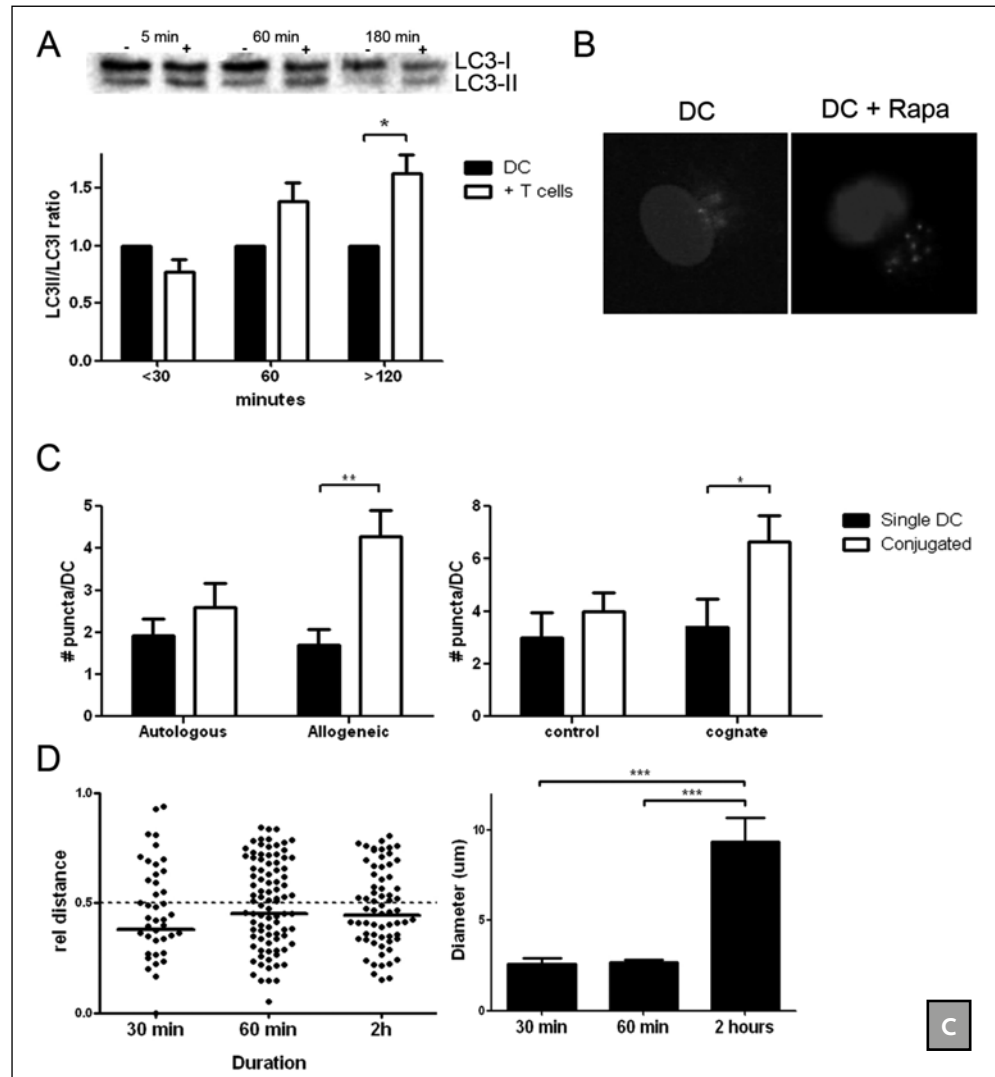 A
5 min 60 min 180 min
- + - + - +
LC3-I
LC3-II
*
DC
+ T cells
LC3II/LC3I ratio
1.5
1.0
0.5
0.0
<30 60 >120
minutes
B
DC DC + Rapa
C
**
# puncta/DC
5
4
3
2
1
0
Autologous Allogeneic
*
# puncta/DC
8
6
4
2
0
control cognate
Single DC
Conjugated
D
rel distance
1.0
0.5
0.0
30 min 60 min 2h
Duration
***
***
Diameter (um)
10
5
0
30 min 60 min 2 hours
C